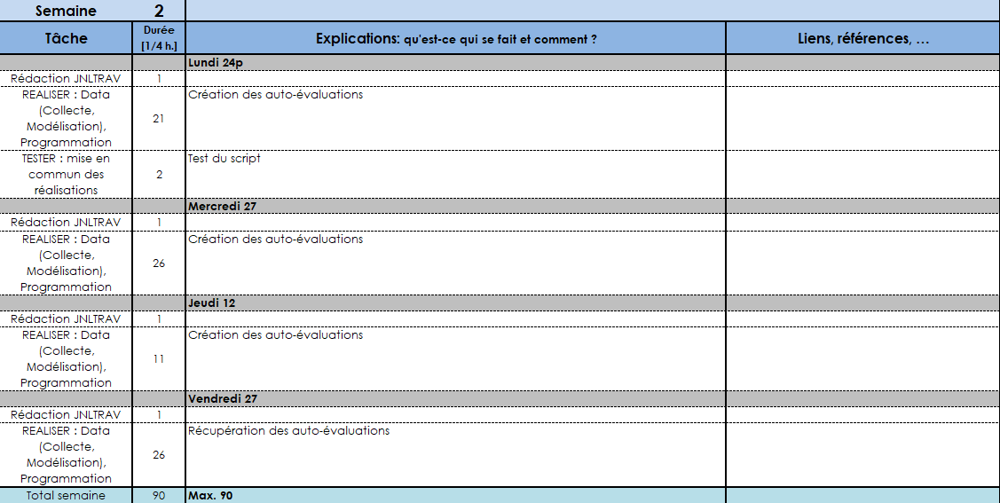 Semaine 2
Tâche Durée [1/4 h.] Explications: qu'est-ce qui se fait et comment ? Liens, références, …
Lundi 24p
Rédaction JNLTRAV 1
REALISER : Data 21 Création des auto-évaluations
(Collecte,
Modélisation),
Programmation
TESTER : mise en 2 Test du script
commun des
réalisations
Mercredi 27
Rédaction JNLTRAV 1
REALISER : Data 26 Création des auto-évaluations
(Collecte,
Modélisation),
Programmation
Jeudi 12
Rédaction JNLTRAV 1
REALISER : Data 11 Création des auto-évaluations
(Collecte,
Modélisation),
Programmation
Vendredi 27
Rédaction JNLTRAV 1
REALISER : Data 26 Récupération des auto-évaluations
(Collecte,
Modélisation),
Programmation
Total semaine 90 Max. 90